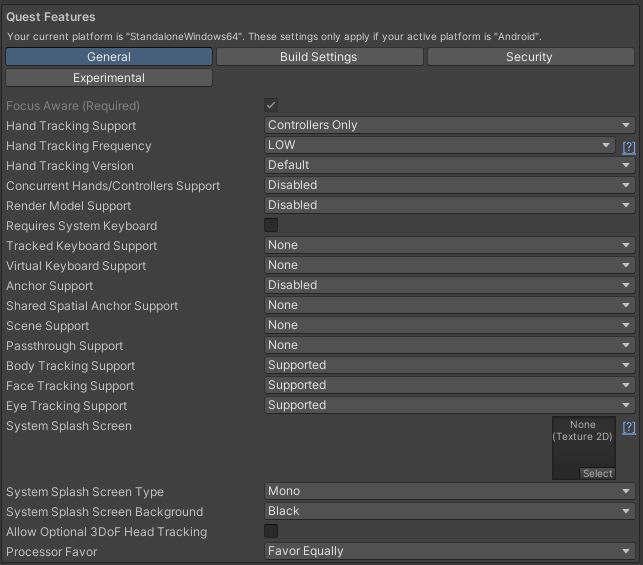 Quest Features
Your current platform is "StandaloneWindows64". These settings only apply if your active platform is "Android".
General Build Settings Security
Experimental
Focus Aware (Required)
Hand Tracking Support Controllers Only
Hand Tracking Frequency LOW [?]
Hand Tracking Version Default
Concurrent Hands/Controllers Support Disabled
Render Model Support Disabled
Requires System Keyboard
Tracked Keyboard Support None
Virtual Keyboard Support None
Anchor Support Disabled
Shared Spatial Anchor Support None
Scene Support None
Passthrough Support None
Body Tracking Support Supported
Face Tracking Support Supported
Eye Tracking Support Supported
System Splash Screen None [?]
(Texture 2D)
Select
System Splash Screen Type Mono
System Splash Screen Background Black
Allow Optional 3DoF Head Tracking
Processor Favor Favor Equally